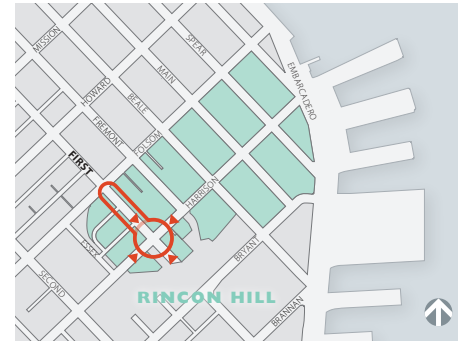 MISSION
SPEAR
EMBARCADERO
MAIN
HOWARD
BEALE
FREMONT
FOLSOM
FIRST
HARRISON
ESSEX
BRYANT
SECOND
RINCON HILL
BRANNAN